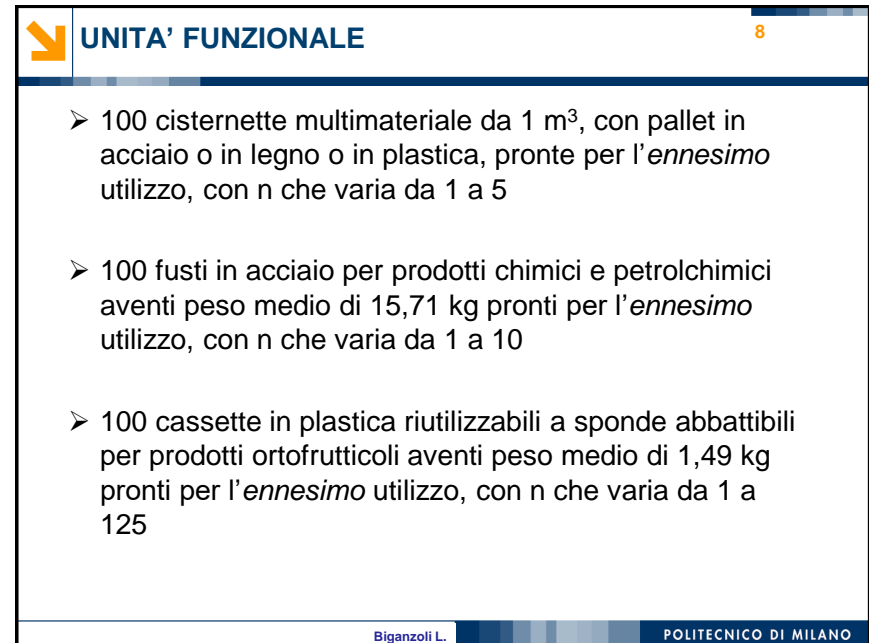 UNITA’ FUNZIONALE
8
➢ 100 cisternette multimateriale da 1 m³, con pallet in
acciaio o in legno o in plastica, pronte per l’ennesimo
utilizzo, con n che varia da 1 a 5
➢ 100 fusti in acciaio per prodotti chimici e petrolchimici
aventi peso medio di 15,71 kg pronti per l’ennesimo
utilizzo, con n che varia da 1 a 10
➢ 100 cassette in plastica riutilizzabili a sponde abbattibili
per prodotti ortofrutticoli aventi peso medio di 1,49 kg
pronti per l’ennesimo utilizzo, con n che varia da 1 a
125
Biganzoli L.
POLITECNICO DI MILANO